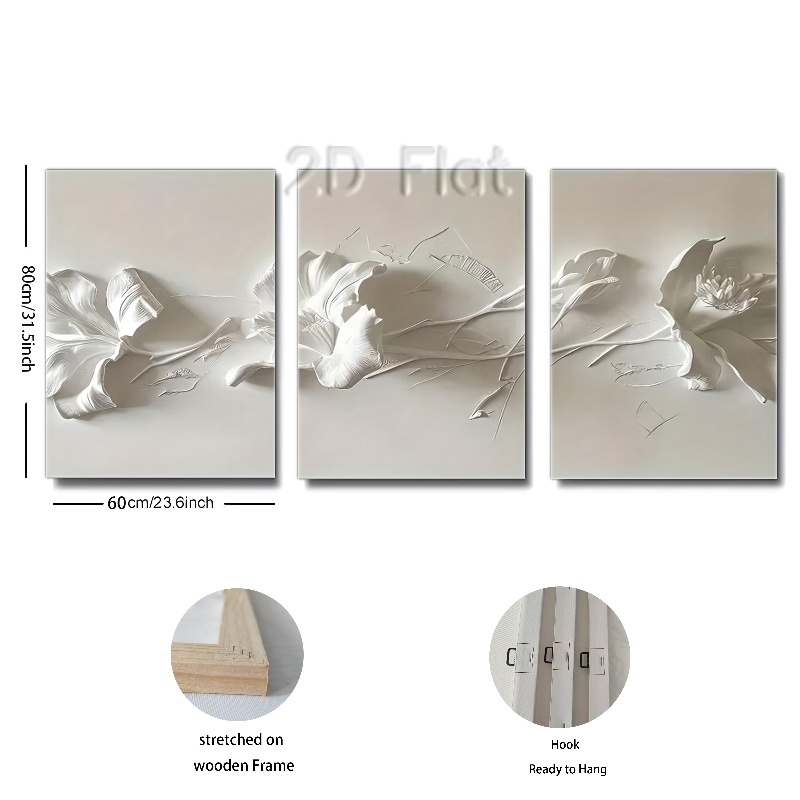 2D Flat
80cm/31.5inch
60cm/23.6inch
stretched on
wooden Frame
Hook
Ready to Hang